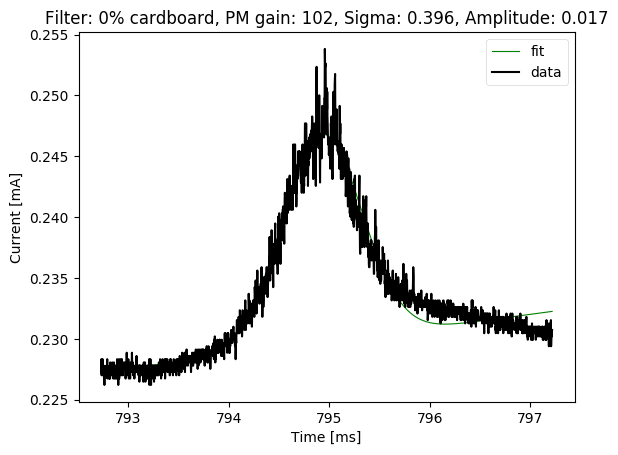 Filter: 0% cardboard, PM gain: 102, Sigma: 0.396, Amplitude: 0.017
fit
data
0.255
0.250
0.245
0.240
0.235
0.230
0.225
Current [mA]
793 794 795 796 797
Time [ms]